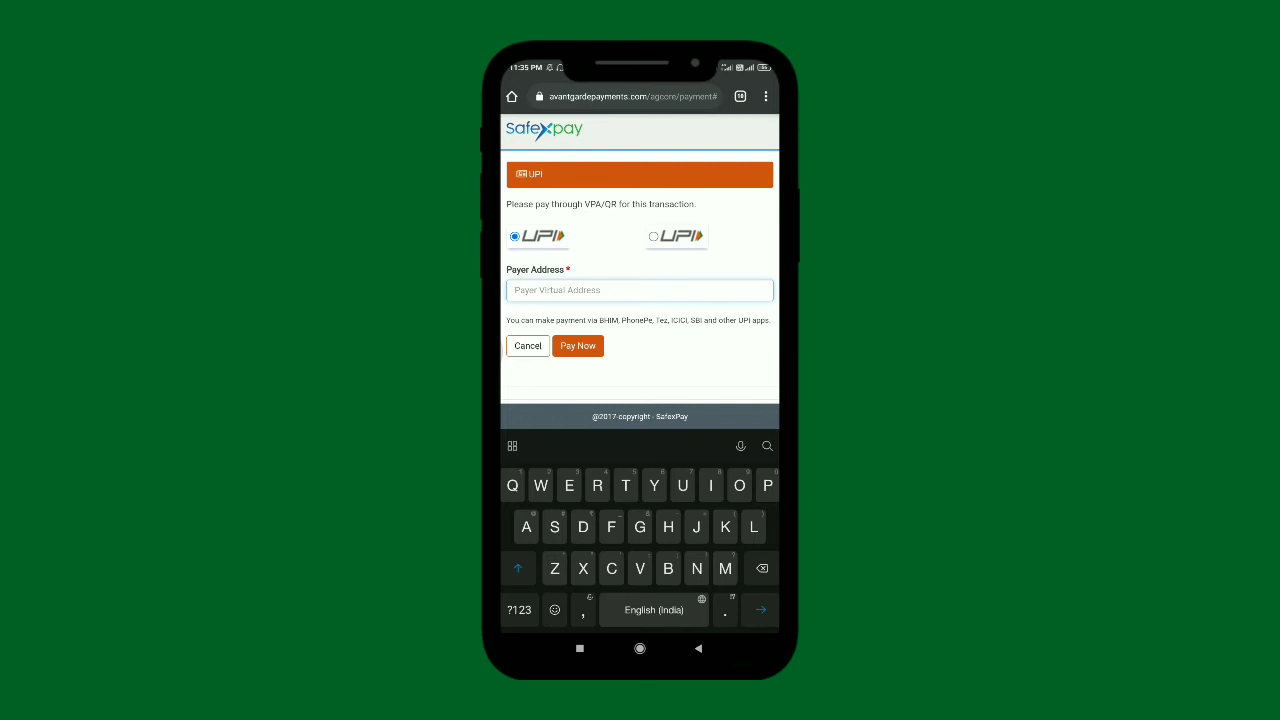 11:35 PM
avantgardepayments.com/agcore/payment# 10
Safexpay
UPI
Please pay through VPA/QR for this transaction.
UPI UPI
Payer Address *
Payer Virtual Address
You can make payment via BHIM, PhonePe, Tez, ICICI, SBI and other UPI apps.
Cancel Pay Now
@2017-copyright - SafexPay
Q W E R T Y U I O P
A S D F G H J K L
Z X C V B N M
?123 , English (India) .